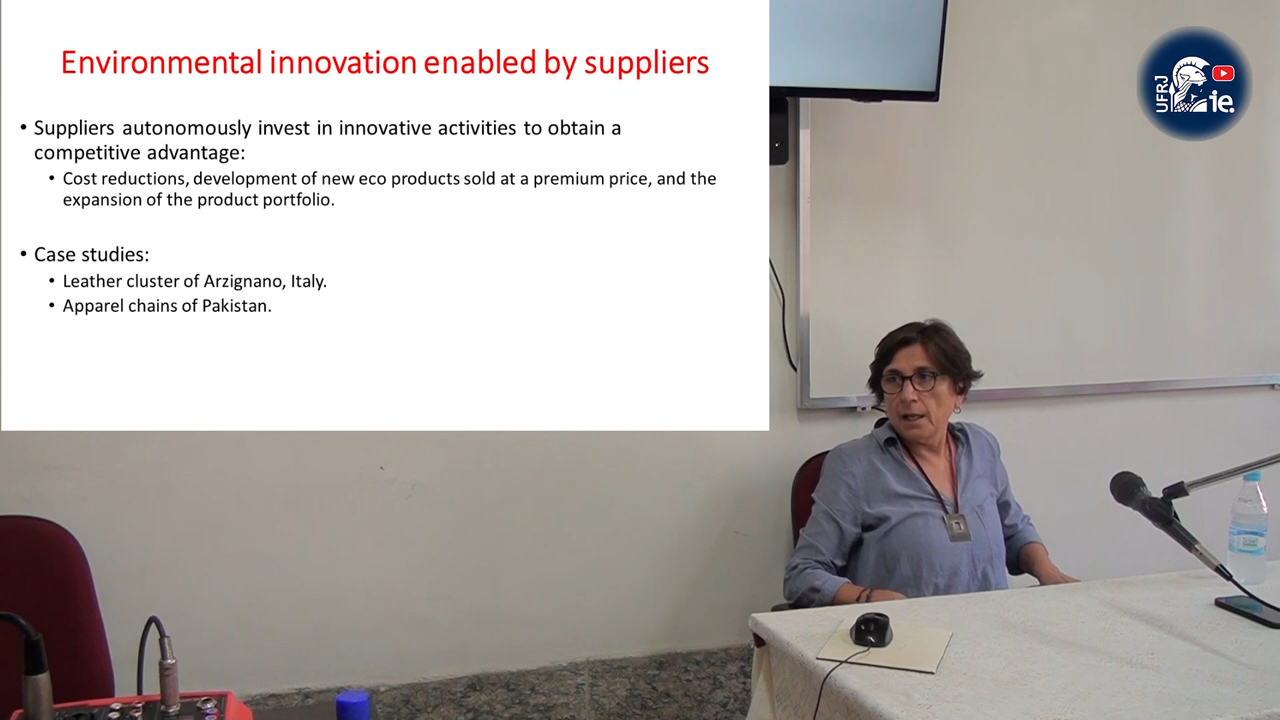 Environmental innovation enabled by suppliers
• Suppliers autonomously invest in innovative activities to obtain a
competitive advantage:
• Cost reductions, development of new eco products sold at a premium price, and the
expansion of the product portfolio.
• Case studies:
• Leather cluster of Arzignano, Italy.
• Apparel chains of Pakistan.
UFRJ
ie.